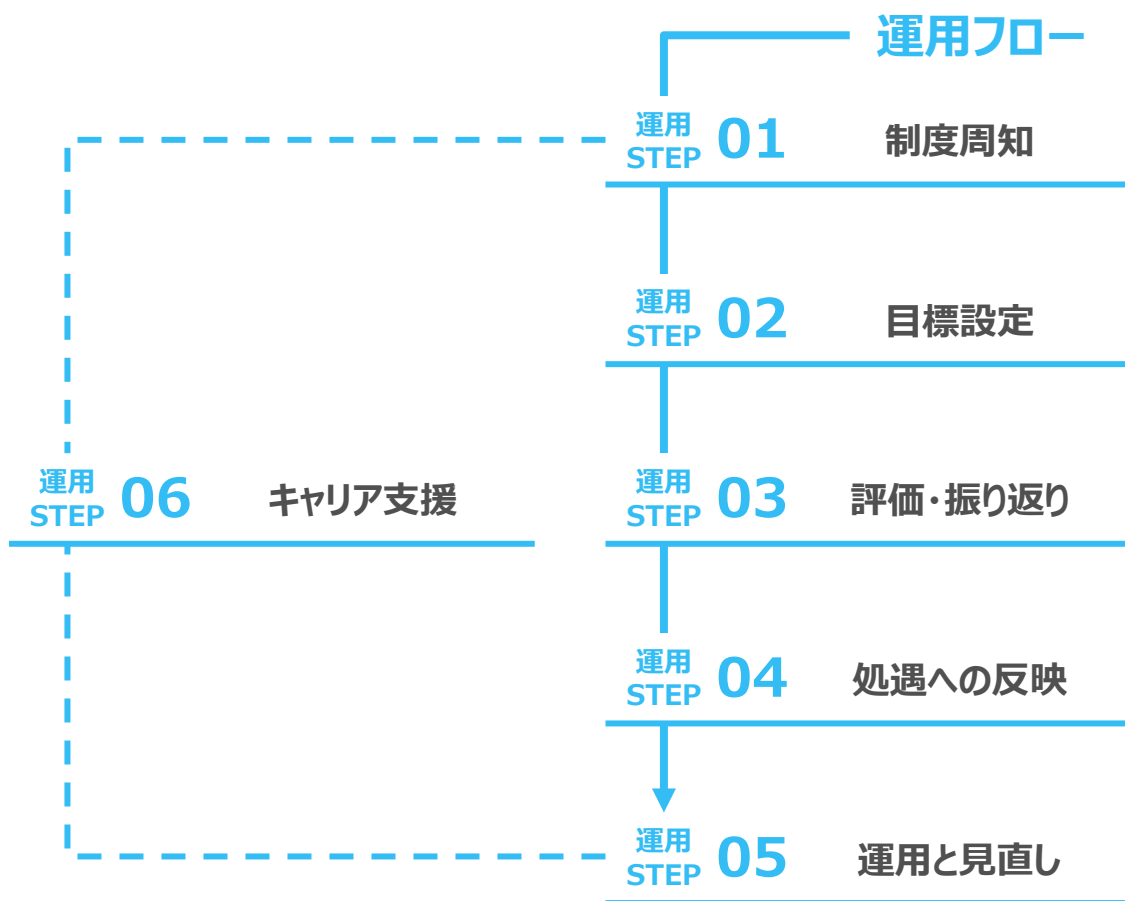 運用フロー
運用
STEP 01 制度周知
運用
STEP 02 目標設定
運用
STEP 03 評価・振り返り
運用
STEP 04 処遇への反映
運用
STEP 05 運用と見直し
運用
STEP 06 キャリア支援